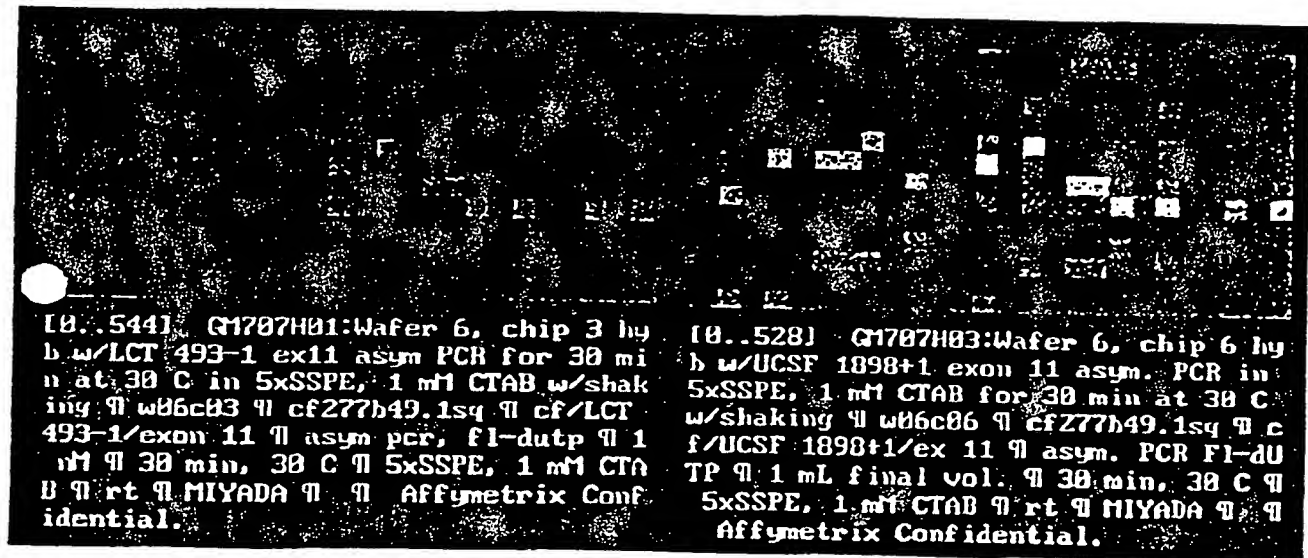 [0..544] GM707H01:Wafer 6, chip 3 hy
b w/LCT 493-1 ex11 asym PCR for 30 mi
n at 30 C in 5xSSPE, 1 mM CTAB w/shak
ing ¶ w06c03 ¶ cf277b49.1sq ¶ cf/LCT
493-1/exon 11 ¶ asym pcr, fl-dutp ¶ 1
nM ¶ 30 min, 30 C ¶ 5xSSPE, 1 mM CTA
B ¶ rt ¶ MIYADA ¶ ¶ Affymetrix Conf
idential.
[0..528] GM707H03:Wafer 6, chip 6 hy
b w/UCSF 1898+1 exon 11 asym. PCR in
5xSSPE, 1 mM CTAB for 30 min at 30 C
w/shaking ¶ w06c06 ¶ cf277b49.1sq ¶ c
f/UCSF 1898+1/ex 11 ¶ asym. PCR Fl-dU
TP ¶ 1 mL final vol. ¶ 30 min, 30 C ¶
5xSSPE, 1 mM CTAB ¶ rt ¶ MIYADA ¶ ¶
Affymetrix Confidential.